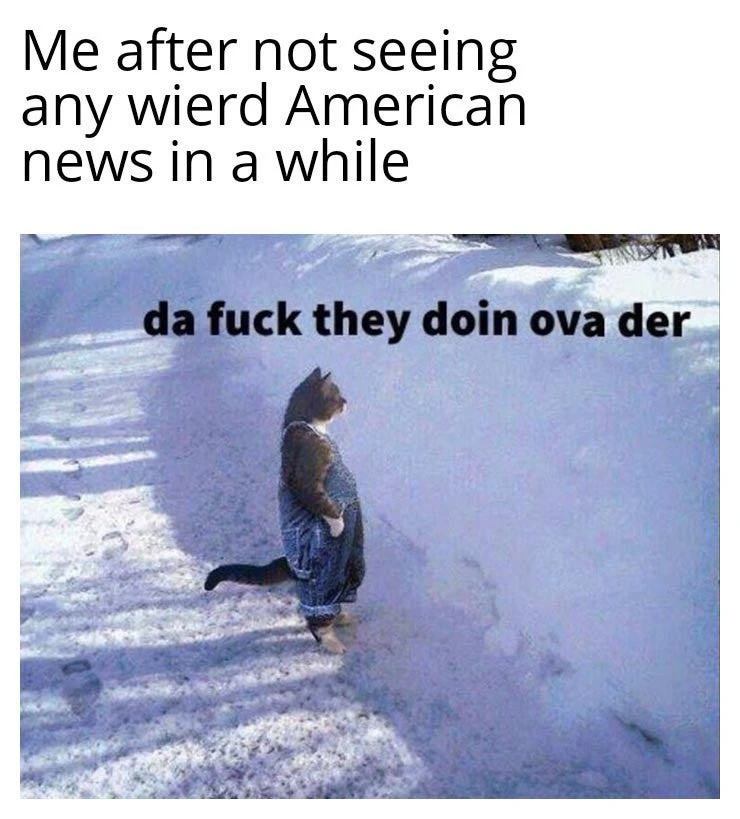 Me after not seeing
any wierd American
news in a while
da fuck they doin ova der